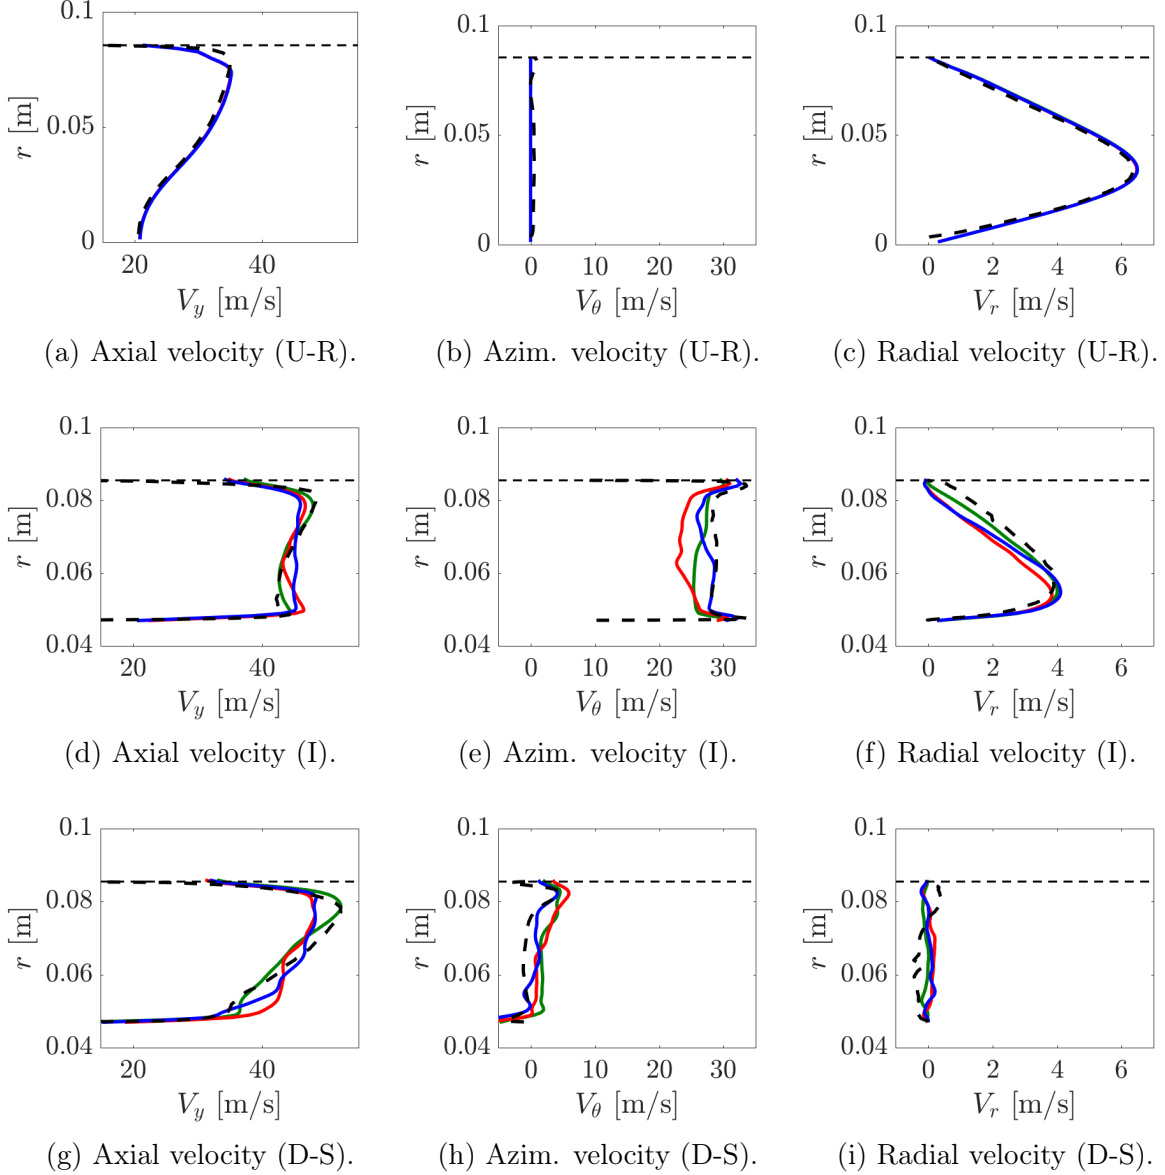 0.1
0.05
0
r [m]
20
40
V_y [m/s]
(a) Axial velocity (U-R).
0.1
0.05
0
r [m]
0
10
20
30
V_θ [m/s]
(b) Azim. velocity (U-R).
0.1
0.05
0
r [m]
0
2
4
6
V_r [m/s]
(c) Radial velocity (U-R).
0.1
0.08
0.06
0.04
r [m]
20
40
V_y [m/s]
(d) Axial velocity (I).
0.1
0.08
0.06
0.04
r [m]
0
10
20
30
V_θ [m/s]
(e) Azim. velocity (I).
0.1
0.08
0.06
0.04
r [m]
0
2
4
6
V_r [m/s]
(f) Radial velocity (I).
0.1
0.08
0.06
0.04
r [m]
20
40
V_y [m/s]
(g) Axial velocity (D-S).
0.1
0.08
0.06
0.04
r [m]
0
10
20
30
V_θ [m/s]
(h) Azim. velocity (D-S).
0.1
0.08
0.06
0.04
r [m]
0
2
4
6
V_r [m/s]
(i) Radial velocity (D-S).